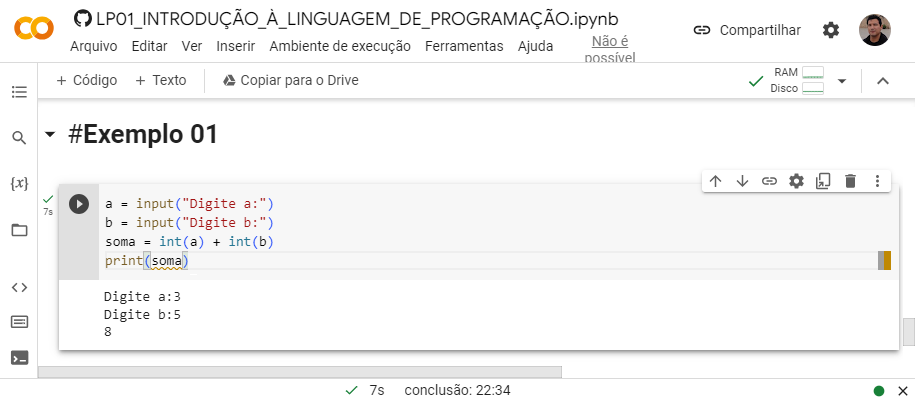 LP01_INTRODUÇÃO_À_LINGUAGEM_DE_PROGRAMAÇÃO.ipynb
Arquivo Editar Ver Inserir Ambiente de execução Ferramentas Ajuda
Não é
possível
Compartilhar
+ Código + Texto Copiar para o Drive
RAM
Disco
#Exemplo 01
{x}
7s
a = input("Digite a:")
b = input("Digite b:")
soma = int(a) + int(b)
print(soma)
Digite a:3
Digite b:5
8
7s conclusão: 22:34